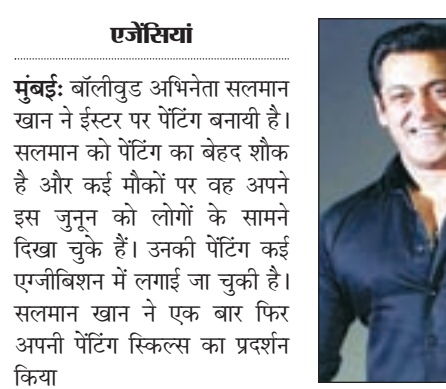 एजेंसियां
मुंबईः बॉलीवुड अभिनेता सलमान
खान ने ईस्टर पर पेंटिंग बनायी है।
सलमान को पेंटिंग का बेहद शौक
है और कई मौकों पर वह अपने
इस जुनून को लोगों के सामने
दिखा चुके हैं। उनकी पेंटिंग कई
एग्जीबिशन में लगाई जा चुकी है।
सलमान खान ने एक बार फिर
अपनी पेंटिंग स्किल्स का प्रदर्शन
किया